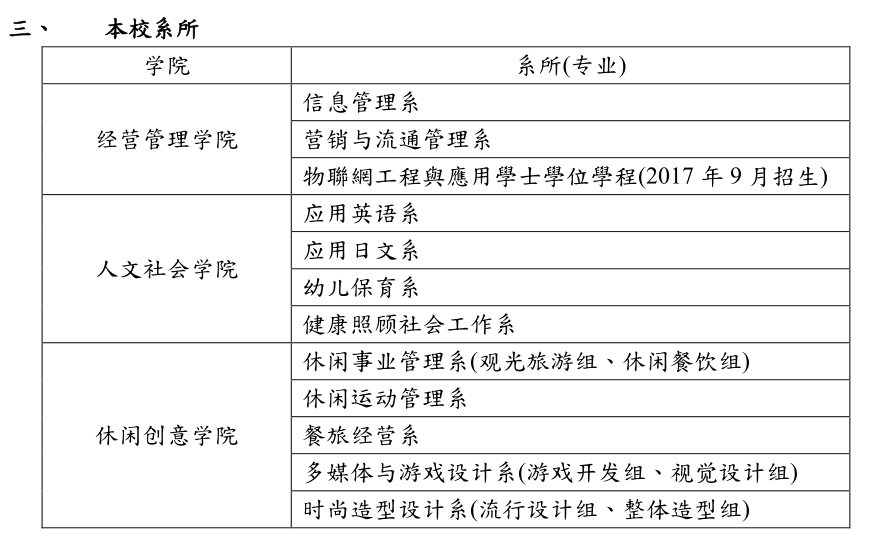 三、 本校系所
学院 系所(专业)
经营管理学院
信息管理系
营销与流通管理系
物聯網工程與應用學士學位學程(2017 年 9 月招生)
人文社会学院
应用英语系
应用日文系
幼儿保育系
健康照顾社会工作系
休闲创意学院
休闲事业管理系(观光旅游组、休闲餐饮组)
休闲运动管理系
餐旅经营系
多媒体与游戏设计系(游戏开发组、视觉设计组)
时尚造型设计系(流行设计组、整体造型组)